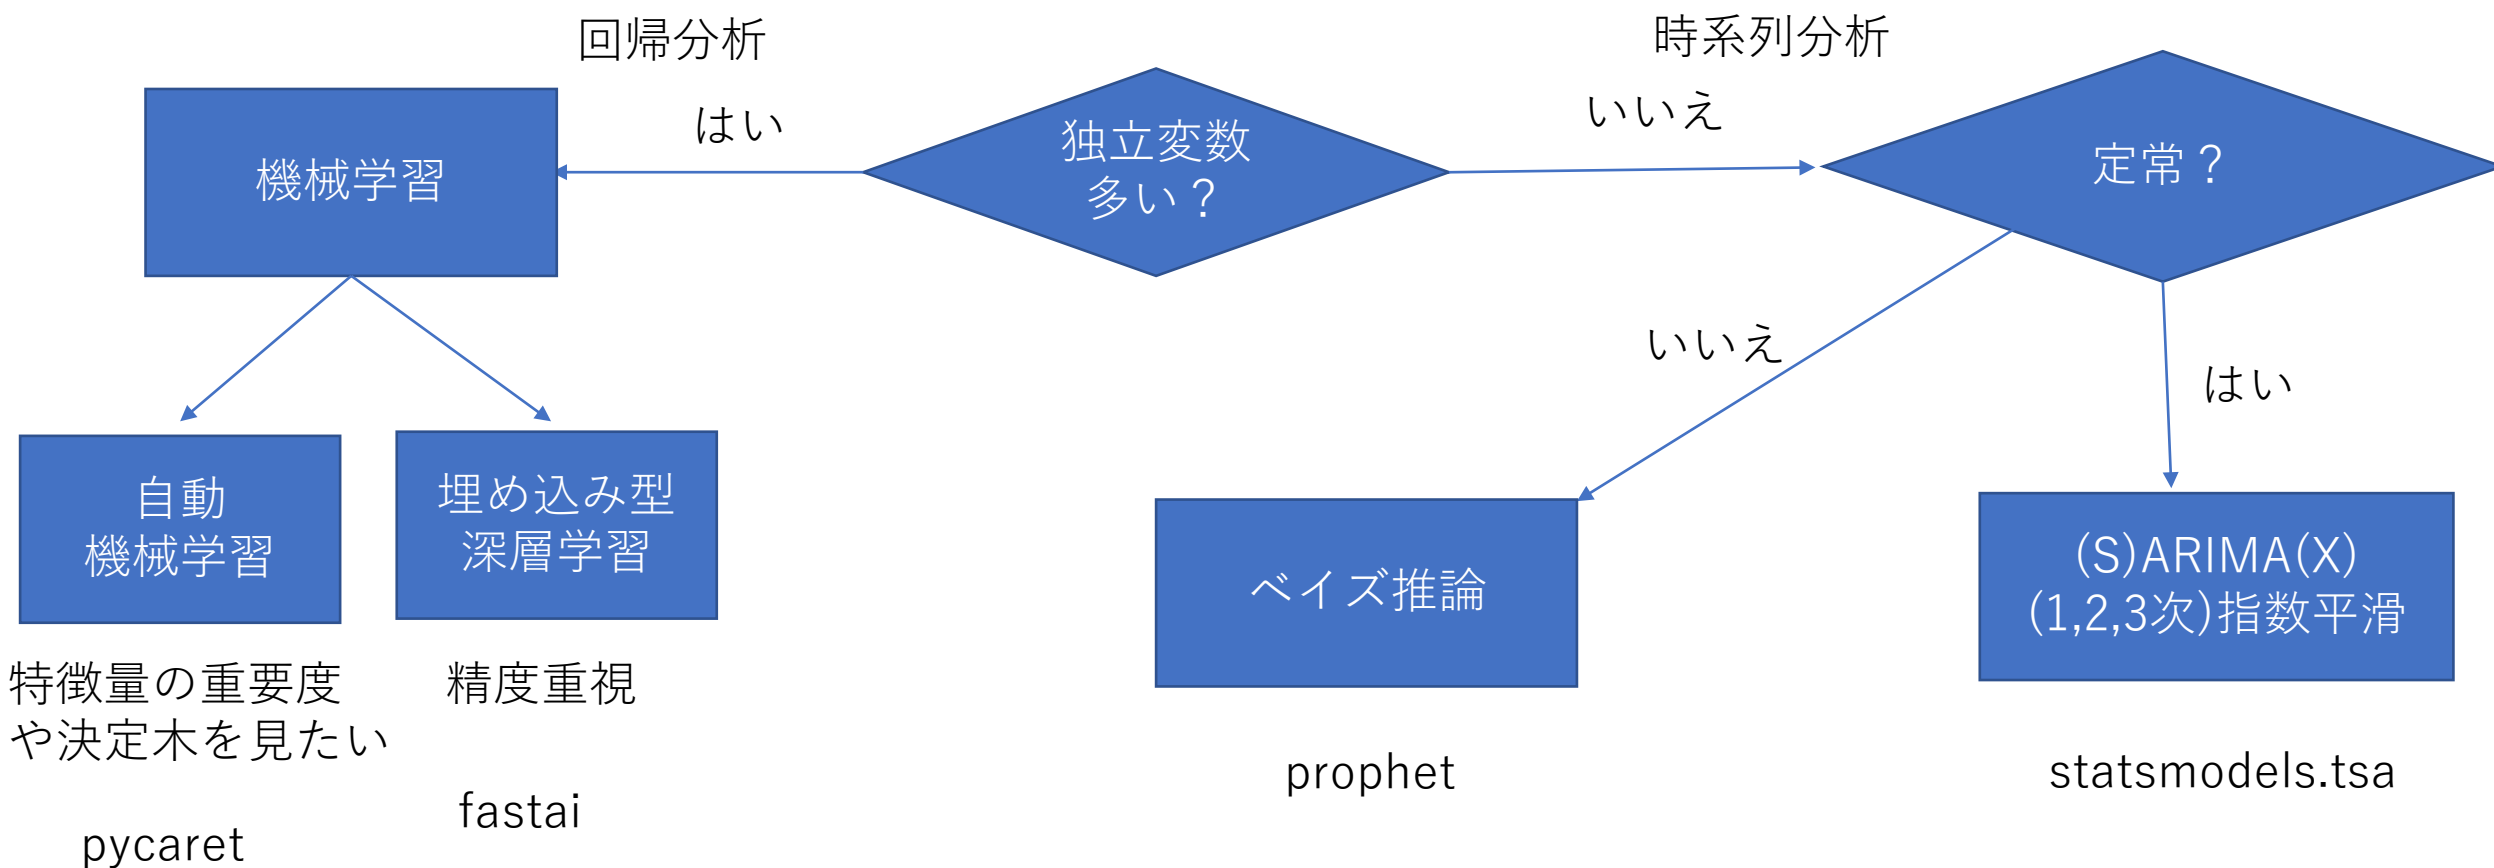 回帰分析
時系列分析
はい
いいえ
独立変数
多い？
定常？
機械学習
いいえ
はい
自動
機械学習
埋め込み型
深層学習
ベイズ推論
(S)ARIMA(X)
(1,2,3次)指数平滑
特徴量の重要度
や決定木を見たい
精度重視
prophet
statsmodels.tsa
fastai
pycaret